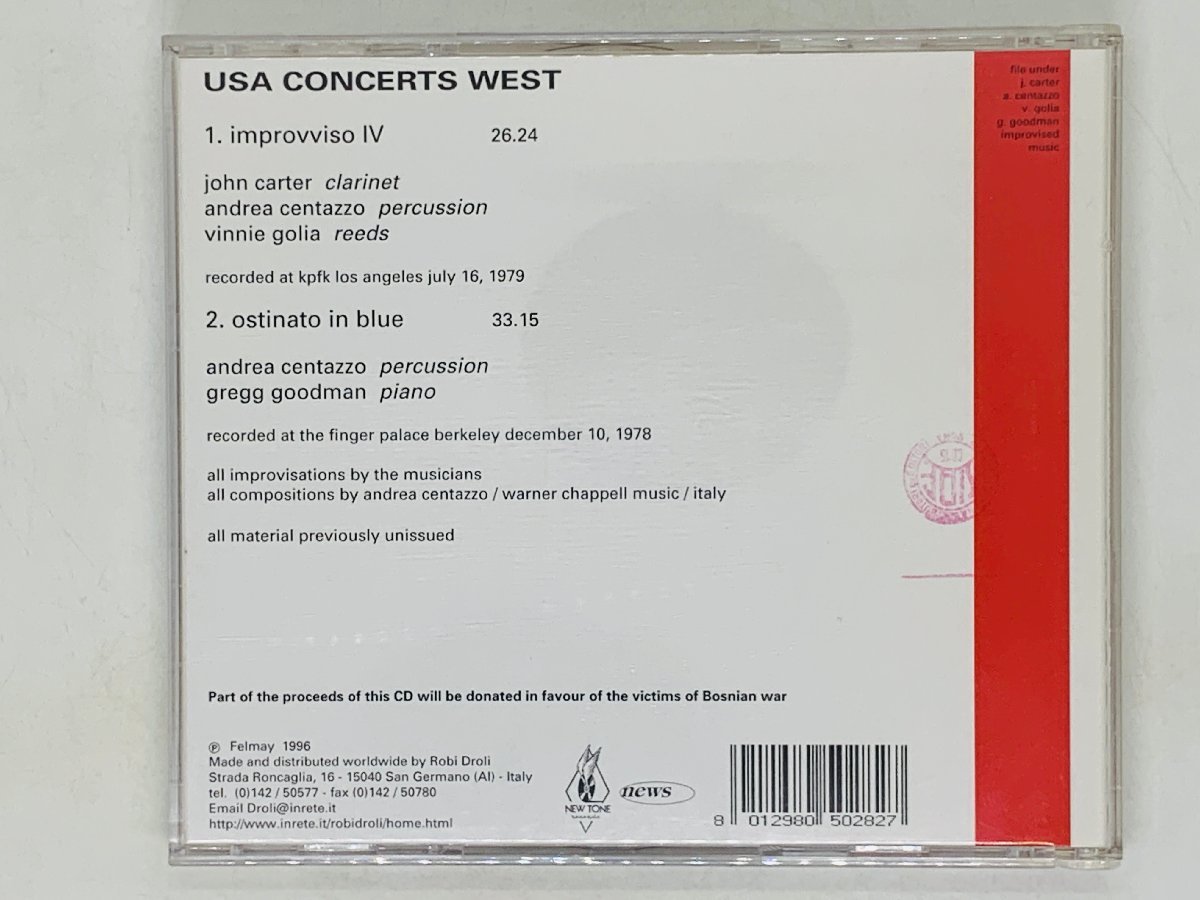 USA CONCERTS WEST
1. improvviso IV 26.24
john carter clarinet
andrea centazzo percussion
vinnie golia reeds
recorded at kpfk los angeles july 16, 1979
2. ostinato in blue 33.15
andrea centazzo percussion
gregg goodman piano
recorded at the finger palace berkeley december 10, 1978
all improvisations by the musicians
all compositions by andrea centazzo / warner chappell music / italy
all material previously unissued
Part of the proceeds of this CD will be donated in favour of the victims of Bosnian war
℗ Felmay 1996
Made and distributed worldwide by Robi Droli
Strada Roncaglia, 16 - 15040 San Germano (Al) - Italy
tel. (0)142 / 50577 - fax (0)142 / 50780
Email Droli@inrete.it
http://www.inrete.it/robidroli/home.html
NEW TONE
news
8 012980 502827
file under
j. carter
a. centazzo
v. golia
g. goodman
improvised
music